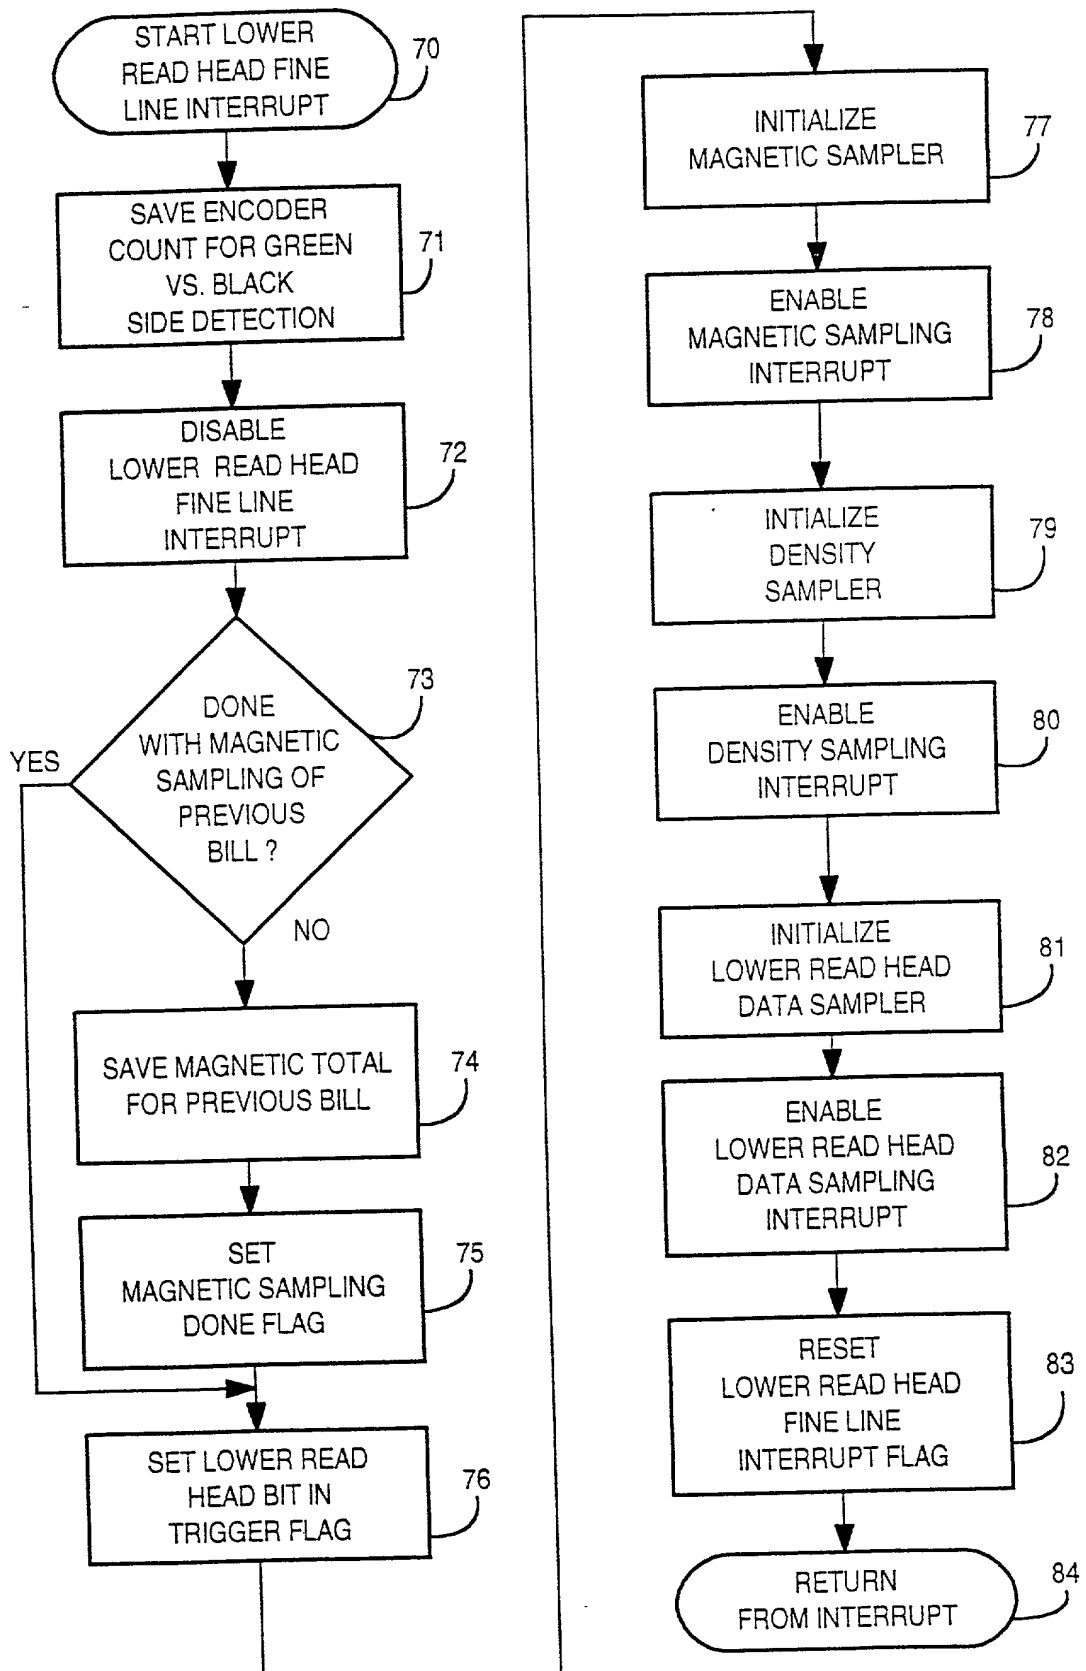 START LOWER
READ HEAD FINE
LINE INTERRUPT
70
SAVE ENCODER
COUNT FOR GREEN
VS. BLACK
SIDE DETECTION
71
DISABLE
LOWER READ HEAD
FINE LINE
INTERRUPT
72
DONE
WITH MAGNETIC
SAMPLING OF
PREVIOUS
BILL ?
73
YES
NO
SAVE MAGNETIC TOTAL
FOR PREVIOUS BILL
74
SET
MAGNETIC SAMPLING
DONE FLAG
75
SET LOWER READ
HEAD BIT IN
TRIGGER FLAG
76
INITIALIZE
MAGNETIC SAMPLER
77
ENABLE
MAGNETIC SAMPLING
INTERRUPT
78
INTIALIZE
DENSITY
SAMPLER
79
ENABLE
DENSITY SAMPLING
INTERRUPT
80
INITIALIZE
LOWER READ HEAD
DATA SAMPLER
81
ENABLE
LOWER READ HEAD
DATA SAMPLING
INTERRUPT
82
RESET
LOWER READ HEAD
FINE LINE
INTERRUPT FLAG
83
RETURN
FROM INTERRUPT
84